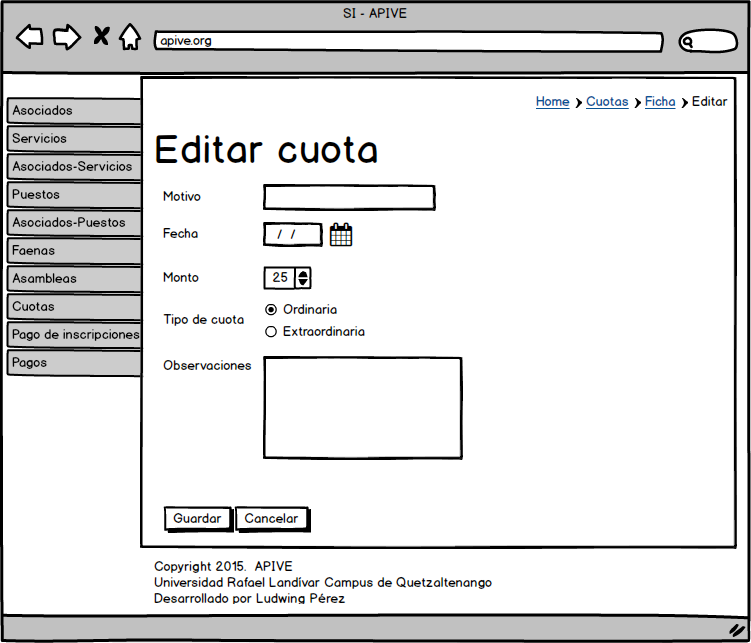 SI - APIVE
apive.org
Home Cuotas Ficha Editar
Asociados
Servicios
Asociados-Servicios
Puestos
Asociados-Puestos
Faenas
Asambleas
Cuotas
Pago de inscripciones
Pagos
Editar cuota
Motivo
Fecha / /
Monto 25
Tipo de cuota
Ordinaria
Extraordinaria
Observaciones
Guardar Cancelar
Copyright 2015. APIVE
Universidad Rafael Landívar Campus de Quetzaltenango
Desarrollado por Ludwing Pérez